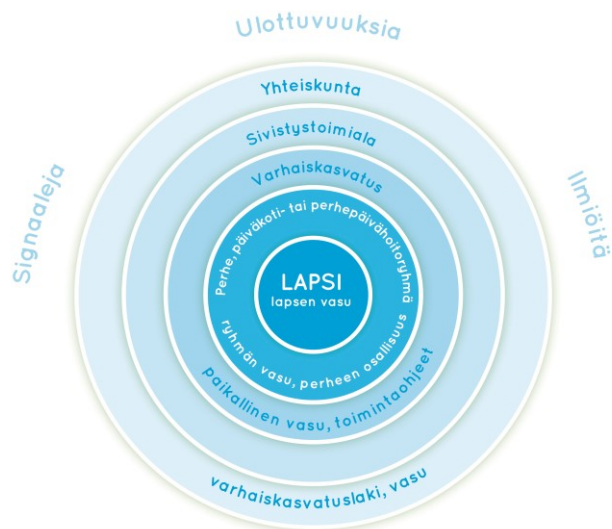 Ulottuvuuksia
Signaaleja
Ilmiöitä
Yhteiskunta
Sivistystoimiala
Varhaiskasvatus
Perhe, päiväkoti- tai perhepäivähoitoryhmä
LAPSI
lapsen vasu
ryhmän vasu, perheen osallisuus
paikallinen vasu, toimintaohjeet
varhaiskasvatuslaki, vasu